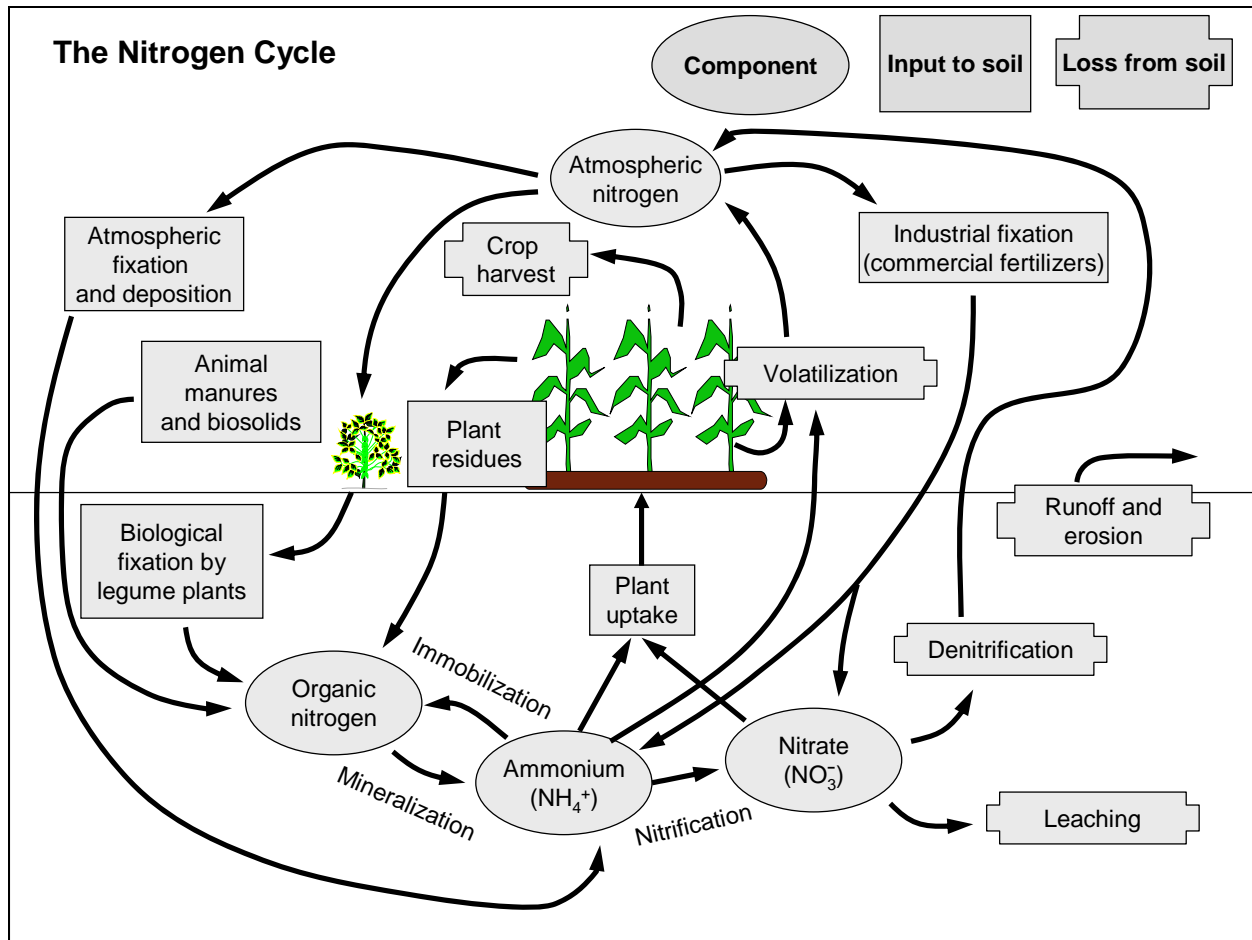 The Nitrogen Cycle
Component
Input to soil
Loss from soil
Atmospheric
nitrogen
Atmospheric
fixation
and deposition
Crop
harvest
Industrial fixation
(commercial fertilizers)
Animal
manures
and biosolids
Volatilization
Plant
residues
Runoff and
erosion
Biological
fixation by
legume plants
Plant
uptake
Denitrification
Immobilization
Organic
nitrogen
Ammonium
(NH₄⁺)
Nitrate
(NO₃⁻)
Mineralization
Nitrification
Leaching